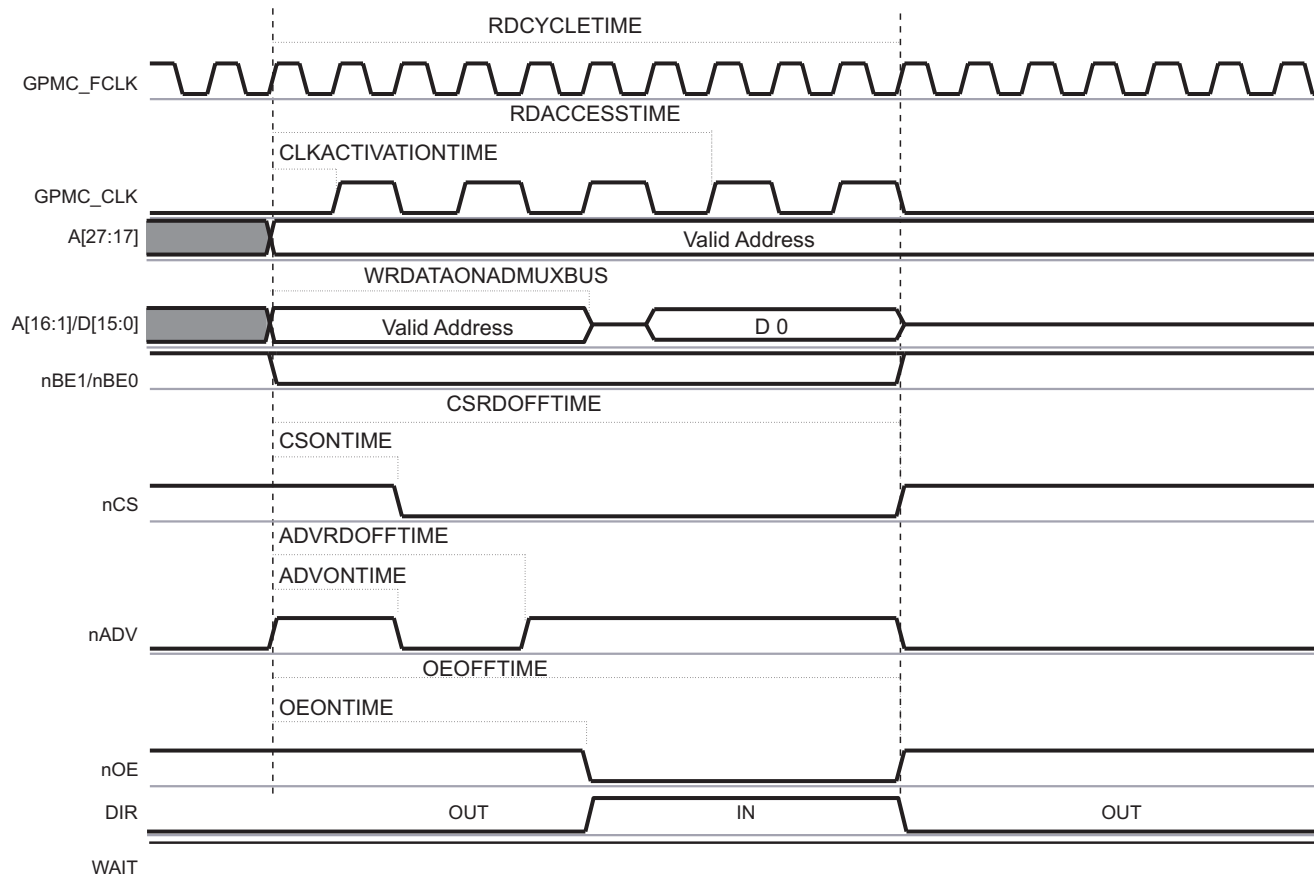 RDCYCLETIME
GPMC_FCLK
RDACCESSTIME
CLKACTIVATIONTIME
GPMC_CLK
A[27:17]
Valid Address
WRDATAONADMUXBUS
A[16:1]/D[15:0]
Valid Address
D 0
nBE1/nBE0
CSRDOFFTIME
CSONTIME
nCS
ADVRDOFFTIME
ADVONTIME
nADV
OEOFFTIME
OEONTIME
nOE
DIR
OUT
IN
OUT
WAIT